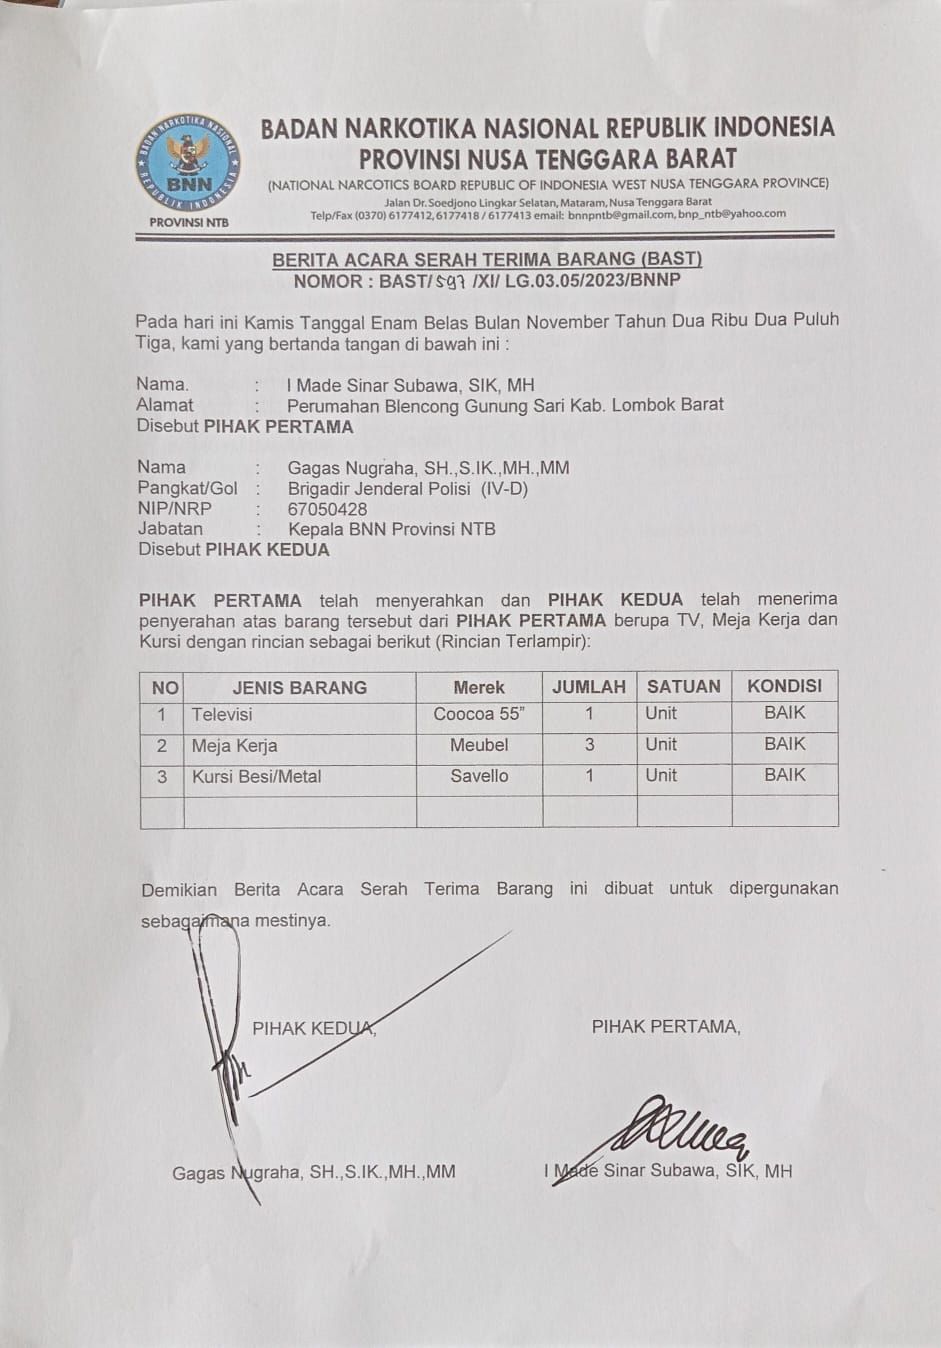 BADAN NARKOTIKA NASIONAL
REPUBLIK INDONESIA
BNN
PROVINSI NTB
BADAN NARKOTIKA NASIONAL REPUBLIK INDONESIA
PROVINSI NUSA TENGGARA BARAT
(NATIONAL NARCOTICS BOARD REPUBLIC OF INDONESIA WEST NUSA TENGGARA PROVINCE)
Jalan Dr. Soedjono Lingkar Selatan, Mataram, Nusa Tenggara Barat
Telp/Fax (0370) 6177412, 6177418 / 6177413 email: bnnpntb@gmail.com, bnp_ntb@yahoo.com
BERITA ACARA SERAH TERIMA BARANG (BAST)
NOMOR : BAST/ 597 /XI/ LG.03.05/2023/BNNP
Pada hari ini Kamis Tanggal Enam Belas Bulan November Tahun Dua Ribu Dua Puluh
Tiga, kami yang bertanda tangan di bawah ini :
Nama. : I Made Sinar Subawa, SIK, MH
Alamat : Perumahan Blencong Gunung Sari Kab. Lombok Barat
Disebut PIHAK PERTAMA
Nama : Gagas Nugraha, SH.,S.IK.,MH.,MM
Pangkat/Gol : Brigadir Jenderal Polisi (IV-D)
NIP/NRP : 67050428
Jabatan : Kepala BNN Provinsi NTB
Disebut PIHAK KEDUA
PIHAK PERTAMA telah menyerahkan dan PIHAK KEDUA telah menerima
penyerahan atas barang tersebut dari PIHAK PERTAMA berupa TV, Meja Kerja dan
Kursi dengan rincian sebagai berikut (Rincian Terlampir):
NO JENIS BARANG Merek JUMLAH SATUAN KONDISI
1 Televisi Coocoa 55” 1 Unit BAIK
2 Meja Kerja Meubel 3 Unit BAIK
3 Kursi Besi/Metal Savello 1 Unit BAIK
Demikian Berita Acara Serah Terima Barang ini dibuat untuk dipergunakan
sebagaimana mestinya.
PIHAK KEDUA, PIHAK PERTAMA,
Gagas Nugraha, SH.,S.IK.,MH.,MM I Made Sinar Subawa, SIK, MH